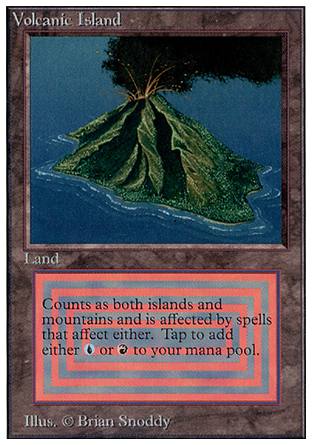 Volcanic Island
Land
Counts as both islands and
mountains and is affected by spells
that affect either. Tap to add
either or to your mana pool.
Illus. © Brian Snoddy